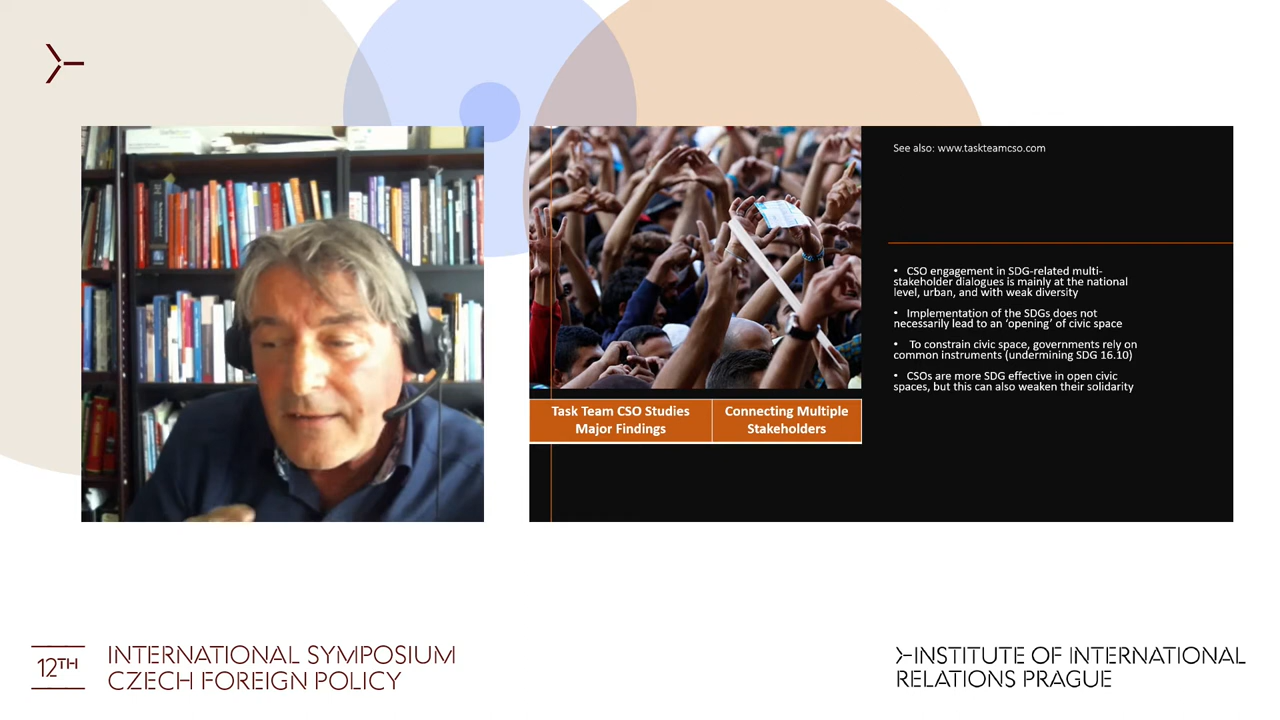 See also: www.taskteamcso.com
• CSO engagement in SDG-related multi-
stakeholder dialogues is mainly at the national
level, urban, and with weak diversity
• Implementation of the SDGs does not
necessarily lead to an ‘opening’ of civic space
• To constrain civic space, governments rely on
common instruments (undermining SDG 16.10)
• CSOs are more SDG effective in open civic
spaces, but this can also weaken their solidarity
Task Team CSO Studies
Major Findings
Connecting Multiple
Stakeholders
12TH
INTERNATIONAL SYMPOSIUM
CZECH FOREIGN POLICY
INSTITUTE OF INTERNATIONAL
RELATIONS PRAGUE